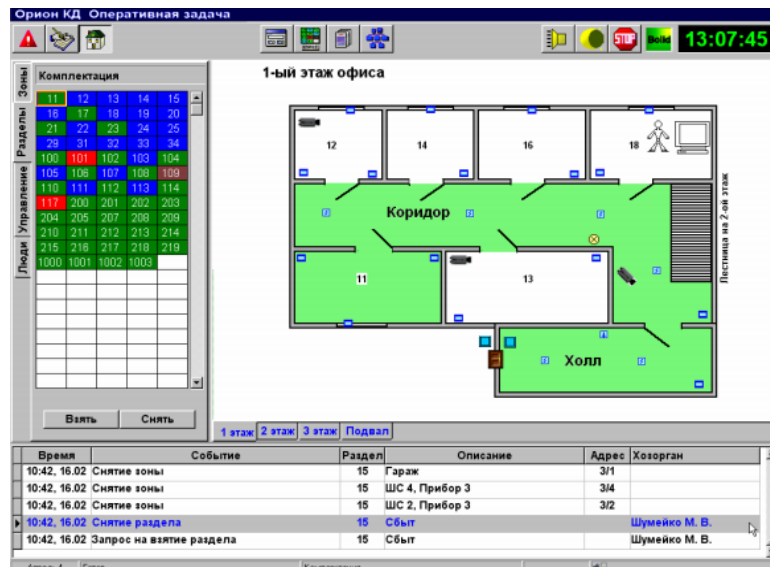 Орион КД Оперативная задача
STOP
Bolid
13:07:45
Зоны
Разделы
Управление
Люди
Комплектация
11 12 13 14 15
16 17 18 19 20
21 22 23 24 25
29 31 32 33 34
100 101 102 103 104
105 106 107 108 109
110 111 112 113 114
117 200 201 202 203
204 205 207 208 209
210 211 212 213 214
215 216 217 218 219
1000 1001 1002 1003
Взять Снять
1-ый этаж офиса
12 14 16 18
Коридор
Лестница на 2-ой этаж
11 13
Холл
1 этаж 2 этаж 3 этаж Подвал
Время Событие Раздел Описание Адрес Хозорган
10:42, 16.02 Снятие зоны 15 Гараж 3/1
10:42, 16.02 Снятие зоны 15 ШС 4, Прибор 3 3/4
10:42, 16.02 Снятие зоны 15 ШС 2, Прибор 3 3/2
10:42, 16.02 Снятие раздела 15 Сбыт Шумейко М. В.
10:42, 16.02 Запрос на взятие раздела 15 Сбыт Шумейко М. В.